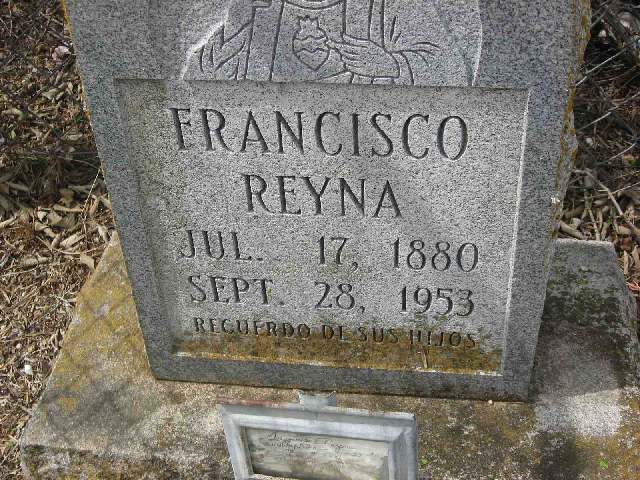 FRANCISCO
REYNA
JUL. 17, 1880
SEPT. 28, 1953
RECUERDO DE SUS HIJOS